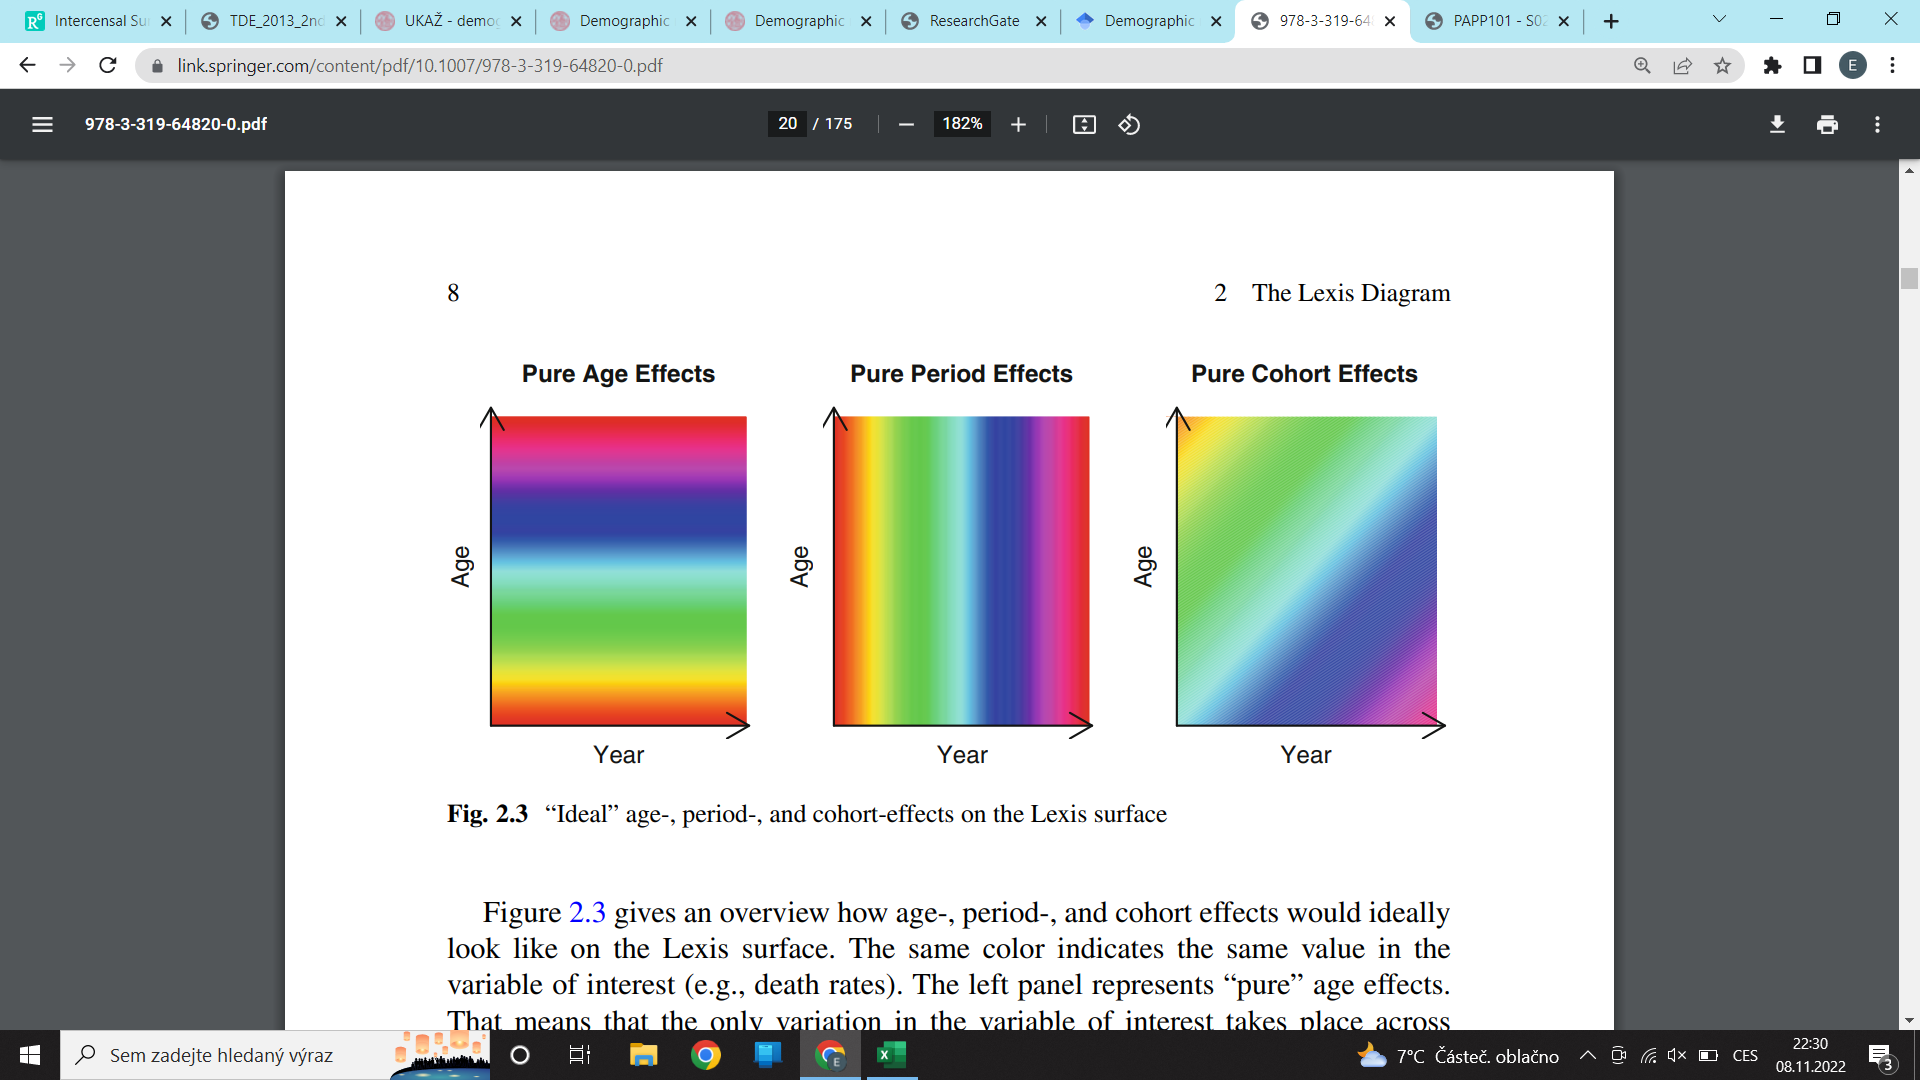 Intercensal Su
TDE_2013_2nd
UKAŽ - demog
Demographic
Demographic
ResearchGate
Demographic
978-3-319-648
PAPP101 - S02
link.springer.com/content/pdf/10.1007/978-3-319-64820-0.pdf
E
978-3-319-64820-0.pdf
20 / 175
182%
8
2 The Lexis Diagram
Pure Age Effects
Pure Period Effects
Pure Cohort Effects
Age
Age
Age
Year
Year
Year
Fig. 2.3 “Ideal” age-, period-, and cohort-effects on the Lexis surface
Figure 2.3 gives an overview how age-, period-, and cohort effects would ideally
look like on the Lexis surface. The same color indicates the same value in the
variable of interest (e.g., death rates). The left panel represents “pure” age effects.
That means that the only variation in the variable of interest takes place across
Sem zadejte hledaný výraz
7°C Částeč. oblačno
CES
22:30
08.11.2022
3